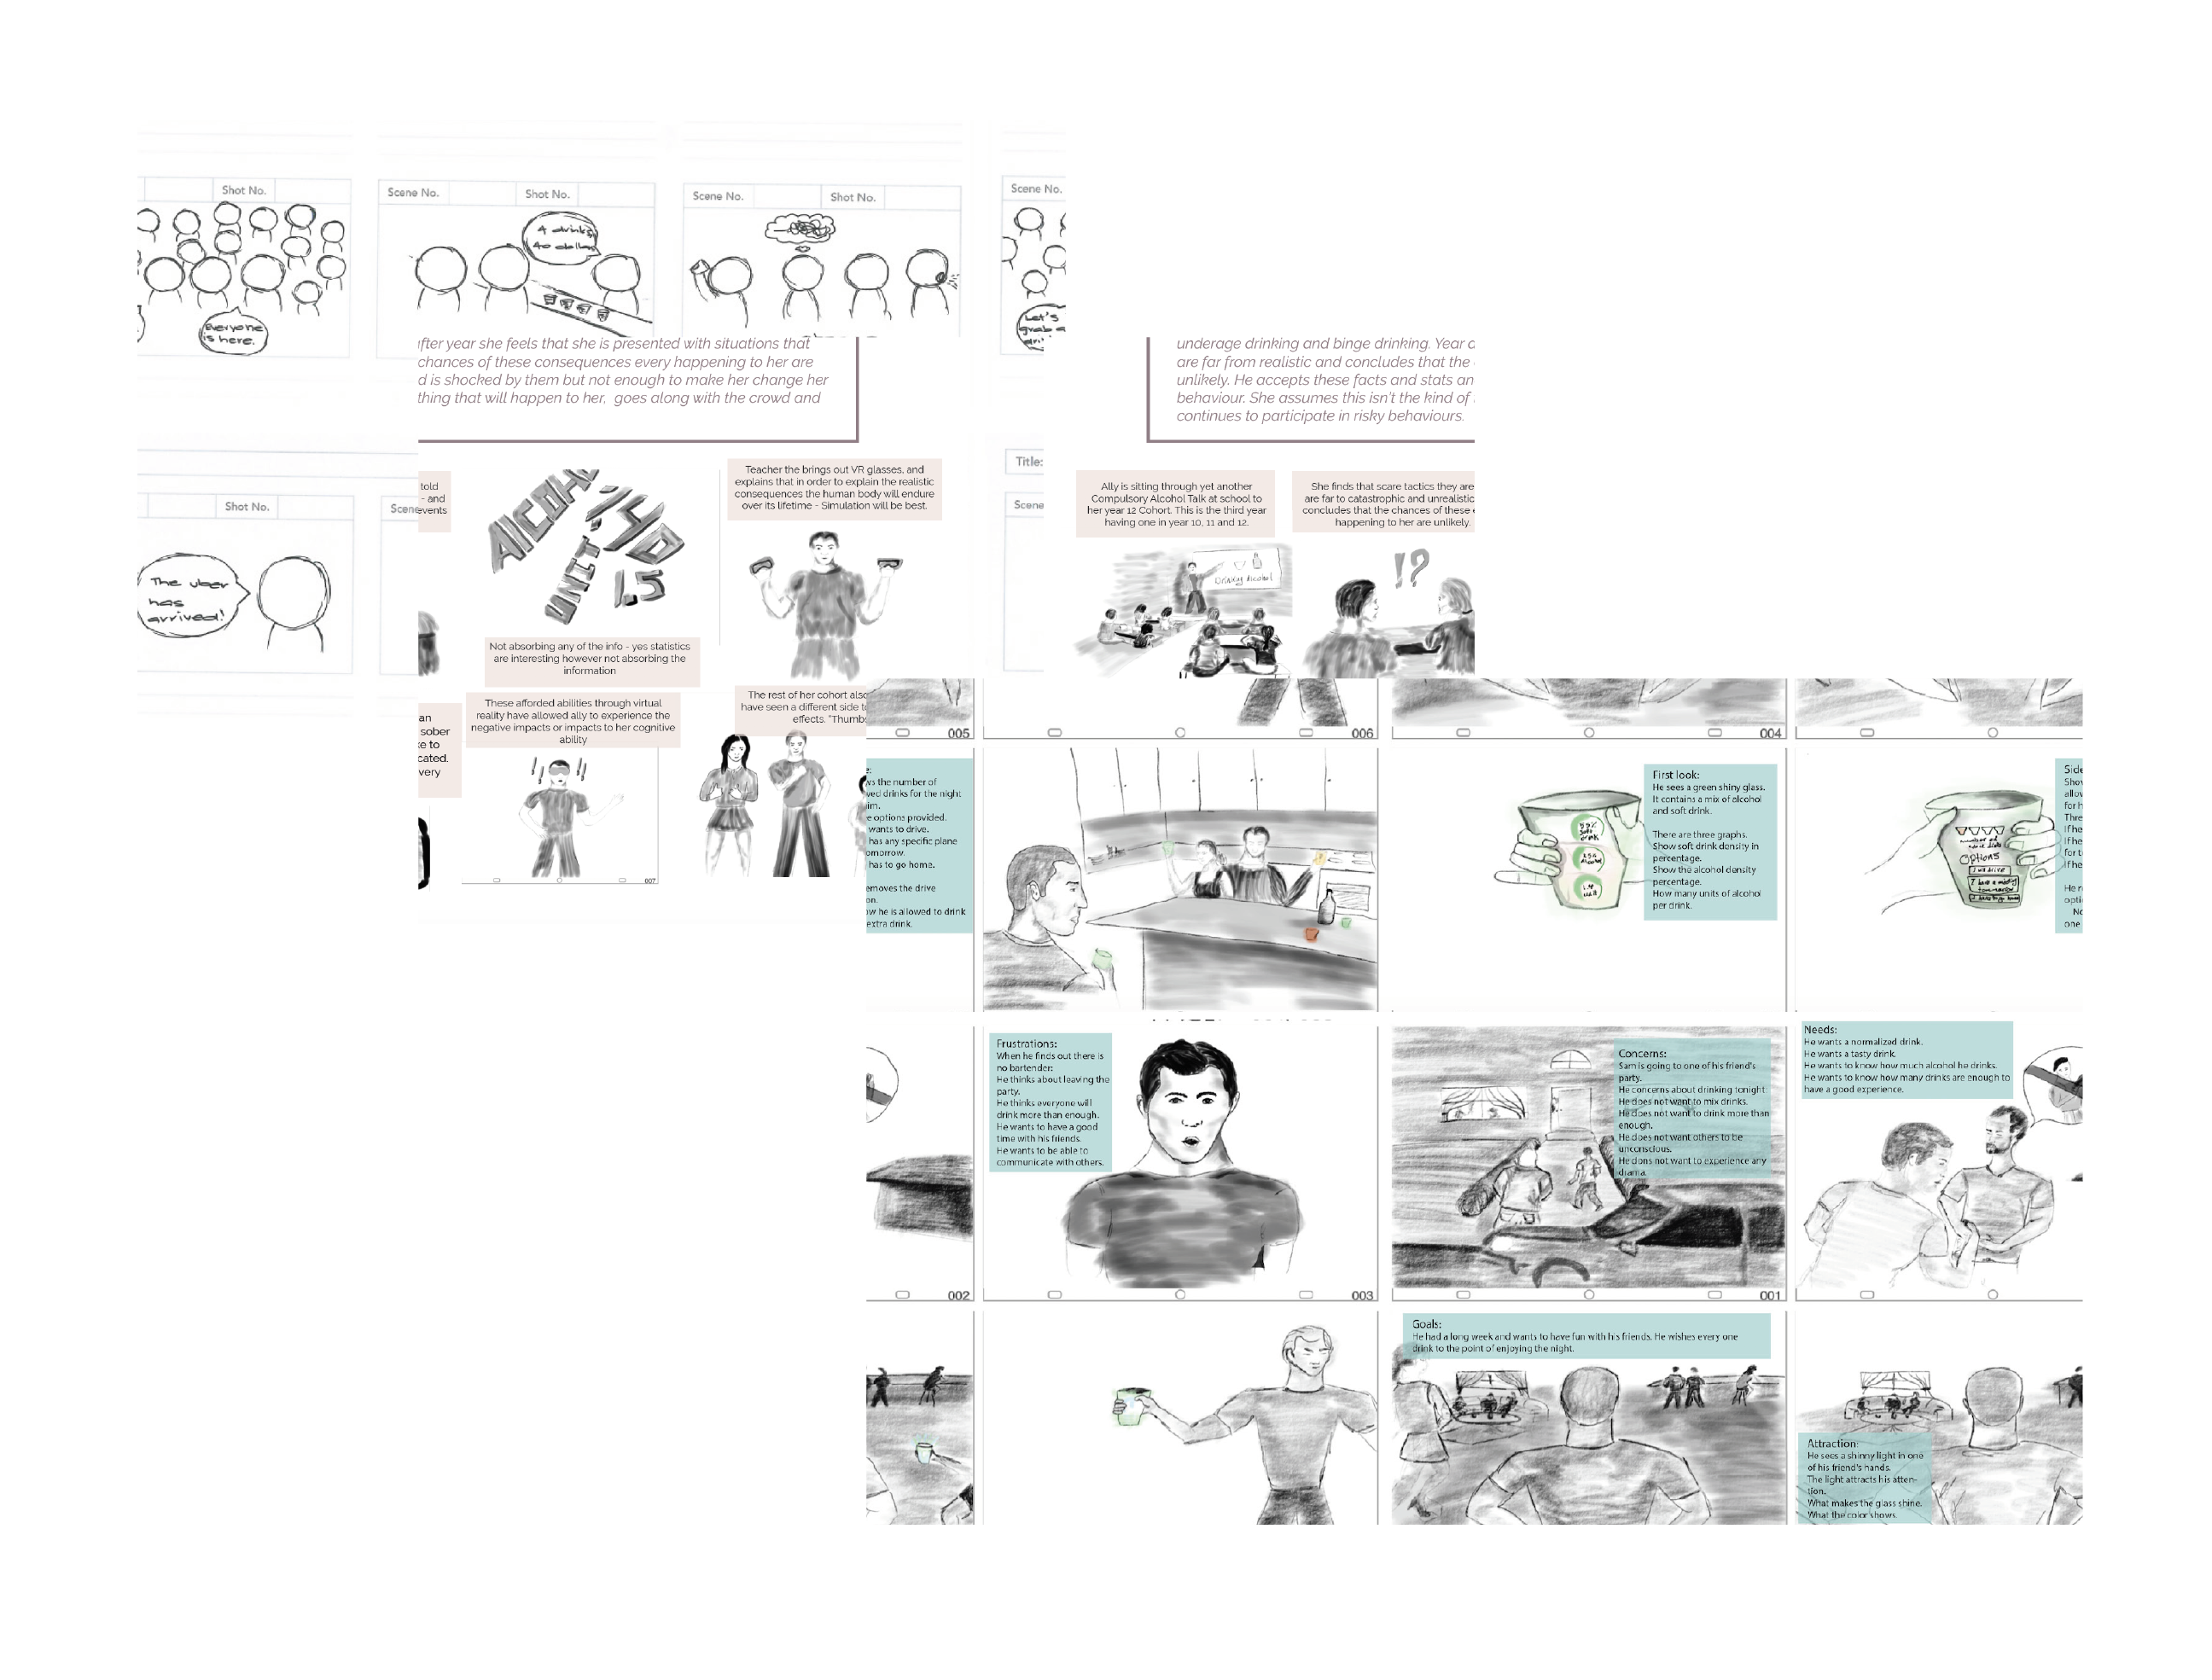 Shot No.
Everyone
is here.
Scene No.
Shot No.
4 drinks
40 dollars
Scene No.
Shot No.
Scene No.
Let's
grab a
after year she feels that she is presented with situations that
chances of these consequences every happening to her are
d is shocked by them but not enough to make her change her
thing that will happen to her, goes along with the crowd and
underage drinking and binge drinking. Year a
are far from realistic and concludes that the
unlikely. He accepts these facts and stats an
behaviour. She assumes this isn't the kind of
continues to participate in risky behaviours.
Shot No.
The uber
has
arrived!
Scene
told
- and
events
ALCOHOL
UNIT
1.5
Not absorbing any of the info - yes statistics
are interesting however not absorbing the
information
Teacher the brings out VR glasses, and
explains that in order to explain the realistic
consequences the human body will endure
over its lifetime - Simulation will be best.
Title:
Scene
Ally is sitting through yet another
Compulsory Alcohol Talk at school to
her year 12 Cohort. This is the third year
having one in year 10, 11 and 12.
Drinking Alcohol
She finds that scare tactics they are
are far to catastrophic and unrealistic
concludes that the chances of these
happening to her are unlikely.
!?
an
sober
ke to
cated.
very
These afforded abilities through virtual
reality have allowed ally to experience the
negative impacts or impacts to her cognitive
ability
007
The rest of her cohort also
have seen a different side to
effects. "Thumbs
005
006
004
e:
ws the number of
ved drinks for the night
im.
e options provided.
wants to drive.
has any specific plane
omorrow.
has to go home.
emoves the drive
on.
ow he is allowed to drink
extra drink.
First look:
He sees a green shiny glass.
It contains a mix of alcohol
and soft drink.
There are three graphs.
Show soft drink density in
percentage.
Show the alcohol density
percentage.
How many units of alcohol
per drink.
Side
Show
allow
for h
Thre
If he
If he
for t
If he
He r
optio
No
one
Options
I will drive
002
Frustrations:
When he finds out there is
no bartender:
He thinks about leaving the
party.
He thinks everyone will
drink more than enough.
He wants to have a good
time with his friends.
He wants to be able to
communicate with others.
003
Concerns:
Sam is going to one of his friend's
party.
He concerns about drinking tonight:
He does not want to mix drinks.
He does not want to drink more than
enough.
He does not want others to be
unconscious.
He dons not want to experience any
drama.
001
Needs:
He wants a normalized drink.
He wants a tasty drink.
He wants to know how much alcohol he drinks.
He wants to know how many drinks are enough to
have a good experience.
Goals:
He had a long week and wants to have fun with his friends. He wishes every one
drink to the point of enjoying the night.
Attraction:
He sees a shinny light in one
of his friend's hands.
The light attracts his atten-
tion.
What makes the glass shine.
What the color shows.